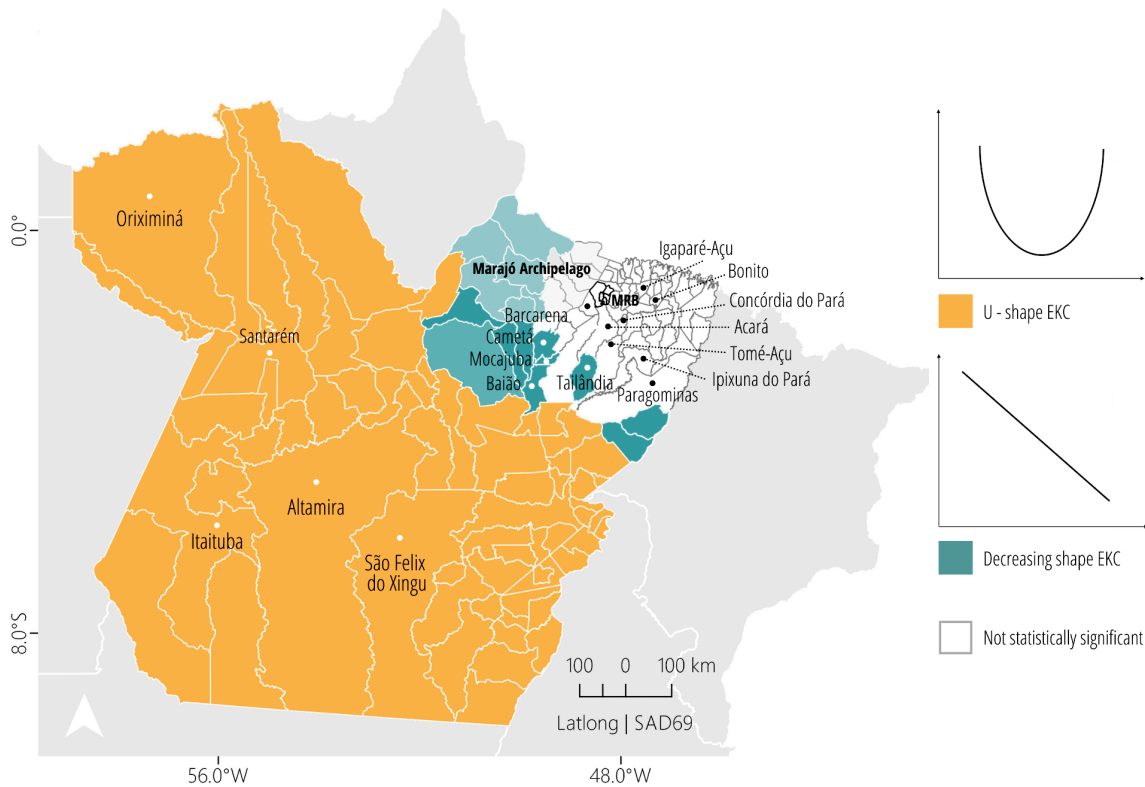 0.0°
8.0°S
56.0°W
48.0°W
Oriximiná
Santarém
Altamira
Itaituba
São Felix
do Xingu
Marajó Archipelago
MRB
Barcarena
Cametá
Mocajuba
Baião
Tailândia
Paragominas
Igaparé-Açu
Bonito
Concórdia do Pará
Acará
Tomé-Açu
Ipixuna do Pará
100 0 100 km
Latlong | SAD69
U - shape EKC
Decreasing shape EKC
Not statistically significant